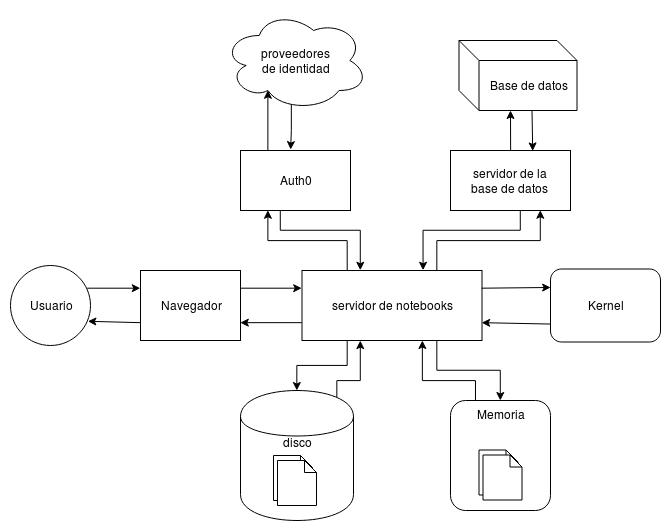 proveedores
de identidad
Base de datos
Auth0
servidor de la
base de datos
Usuario
Navegador
servidor de notebooks
Kernel
disco
Memoria